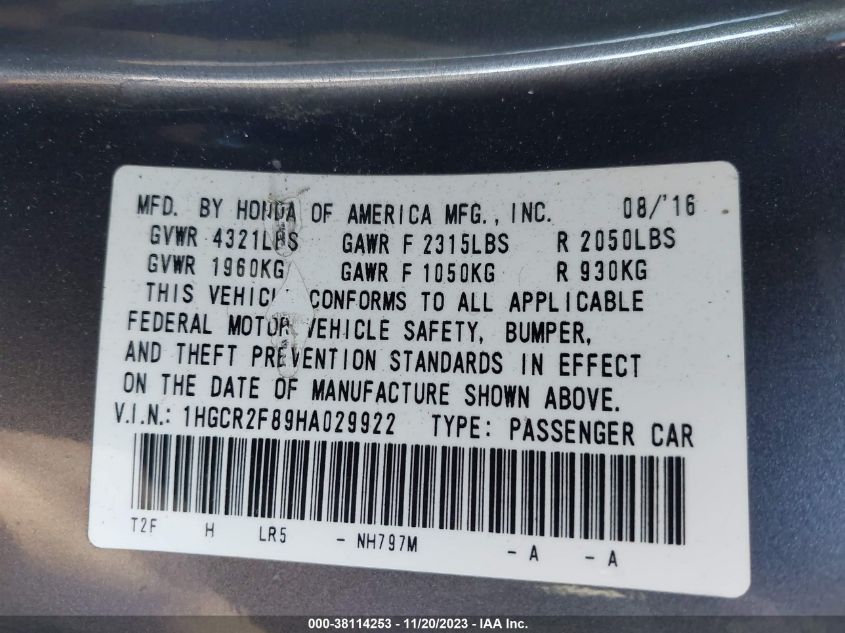 MFD. BY HONDA OF AMERICA MFG., INC. 08/'16
GVWR 4321LBS GAWR F 2315LBS R 2050LBS
GVWR 1960KG GAWR F 1050KG R 930KG
THIS VEHICL CONFORMS TO ALL APPLICABLE
FEDERAL MOTOR VEHICLE SAFETY, BUMPER,
AND THEFT PREVENTION STANDARDS IN EFFECT
ON THE DATE OF MANUFACTURE SHOWN ABOVE.
V.I.N.: 1HGCR2F89HA029922 TYPE: PASSENGER CAR
T2F H LR5 - NH797M - A - A
000-38114253 - 11/20/2023 - IAA Inc.